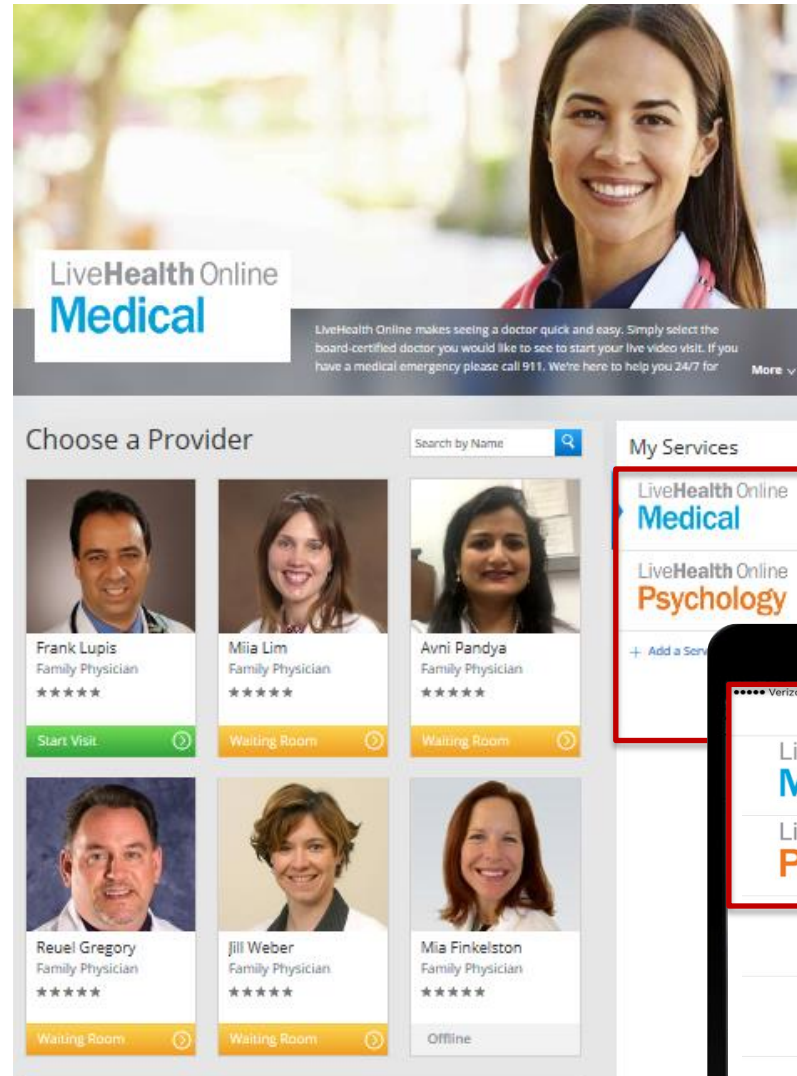 LiveHealth Online
Medical
LiveHealth Online makes seeing a doctor quick and easy. Simply select the
board-certified doctor you would like to see to start your live video visit. If you
have a medical emergency please call 911. We're here to help you 24/7 for
More
Choose a Provider
Search by Name
Frank Lupis
Family Physician
Start Visit
Miia Lim
Family Physician
Waiting Room
Avni Pandya
Family Physician
Waiting Room
Reuel Gregory
Family Physician
Waiting Room
Jill Weber
Family Physician
Waiting Room
Mia Finkelston
Family Physician
Offline
My Services
LiveHealth Online
Medical
LiveHealth Online
Psychology
+ Add a